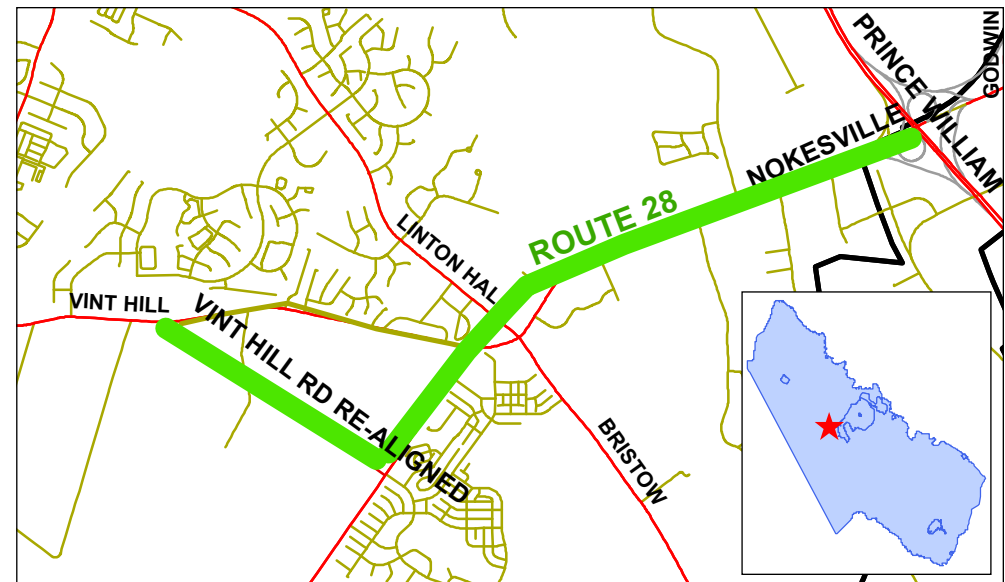 GODWIN
PRINCE WILLIAM
NOKESVILLE
ROUTE 28
LINTON HAL
VINT HILL
VINT HILL RD RE-ALIGNED
BRISTOW